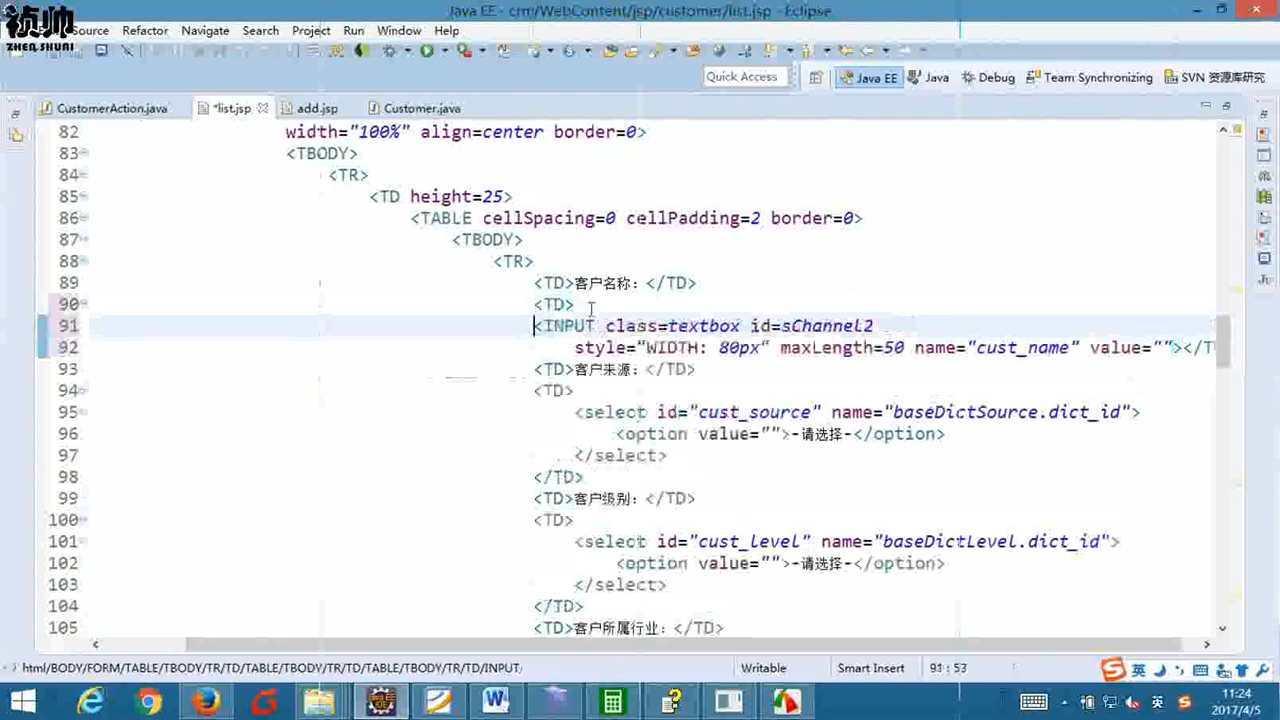 祯帅
ZHEN SHUAI
Java EE - crm/WebContent/jsp/customer/list.jsp - Eclipse
Source Refactor Navigate Search Project Run Window Help
Quick Access
Java EE
Java
Debug
Team Synchronizing
SVN 资源库研究
CustomerAction.java
*list.jsp
add.jsp
Customer.java
82 width="100%" align=center border=0>
83 <TBODY>
84 <TR>
85 <TD height=25>
86 <TABLE cellSpacing=0 cellPadding=2 border=0>
87 <TBODY>
88 <TR>
89 <TD>客户名称：</TD>
90 <TD>
91 <INPUT class=textbox id=sChannel2
92 style="WIDTH: 80px" maxLength=50 name="cust_name" value=""></T
93 <TD>客户来源：</TD>
94 <TD>
95 <select id="cust_source" name="baseDictSource.dict_id">
96 <option value="">-请选择-</option>
97 </select>
98 </TD>
99 <TD>客户级别：</TD>
100 <TD>
101 <select id="cust_level" name="baseDictLevel.dict_id">
102 <option value="">-请选择-</option>
103 </select>
104 </TD>
105 <TD>客户所属行业：</TD>
html/BODY/FORM/TABLE/TBODY/TR/TD/TABLE/TBODY/TR/TD/TABLE/TBODY/TR/TD/INPUT
Writable
Smart Insert
91 : 53
英
英
11:24
2017/4/5